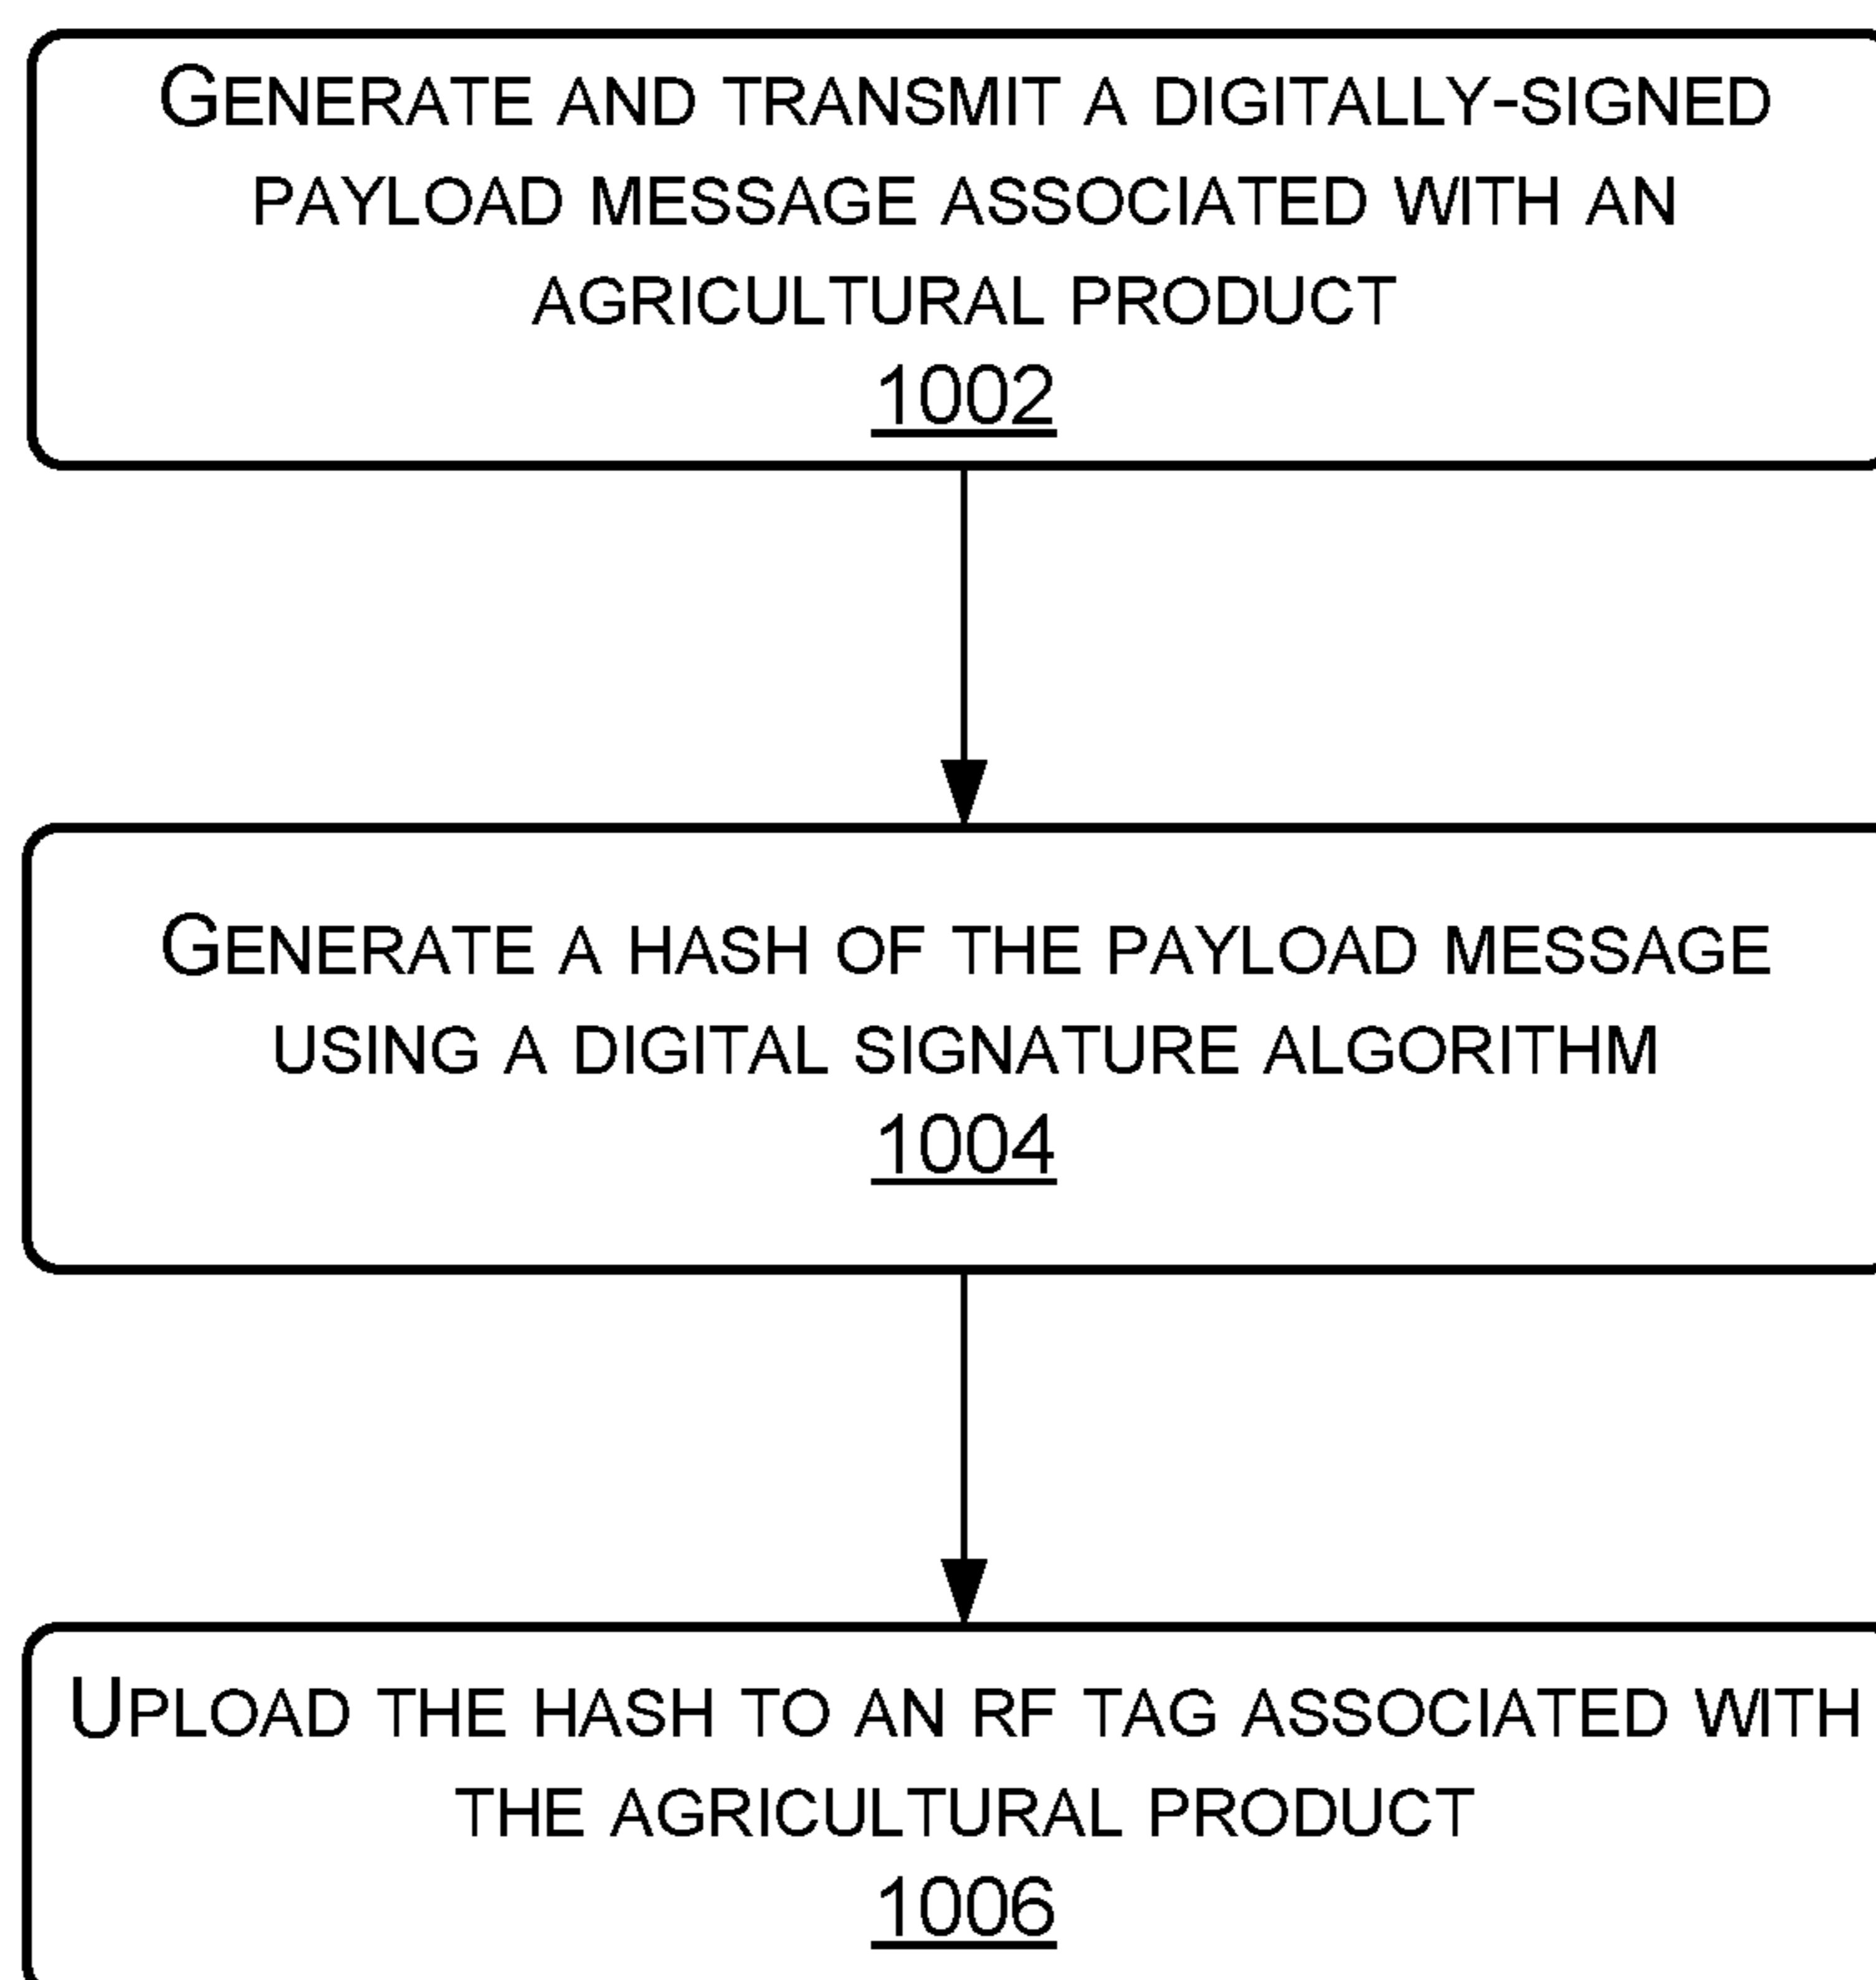 GENERATE AND TRANSMIT A DIGITALLY-SIGNED
PAYLOAD MESSAGE ASSOCIATED WITH AN
AGRICULTURAL PRODUCT
1002
GENERATE A HASH OF THE PAYLOAD MESSAGE
USING A DIGITAL SIGNATURE ALGORITHM
1004
UPLOAD THE HASH TO AN RF TAG ASSOCIATED WITH
THE AGRICULTURAL PRODUCT
1006